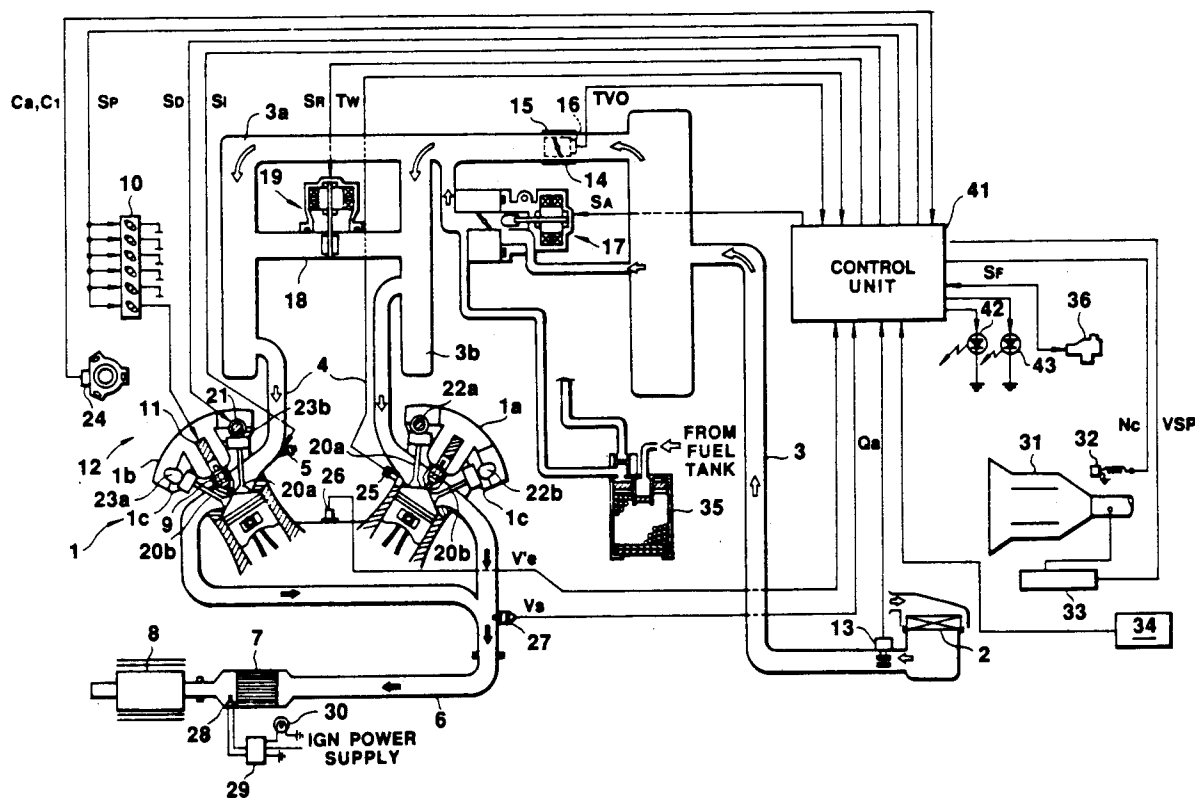 Ca,C1
SP
SD
SI
SR
TW
3a
15
16
TVO
10
19
14
SA
17
41
CONTROL
UNIT
SF
42
36
43
18
3b
4
24
21
22a
1a
11
23b
12
1b
5
20a
FROM
FUEL
TANK
3
Qa
Nc
VSP
31
32
23a
20a
26
25
22b
1c
9
1c
35
1
20b
20b
V'e
33
Vs
13
34
27
2
8
7
6
28
30
IGN POWER
SUPPLY
29